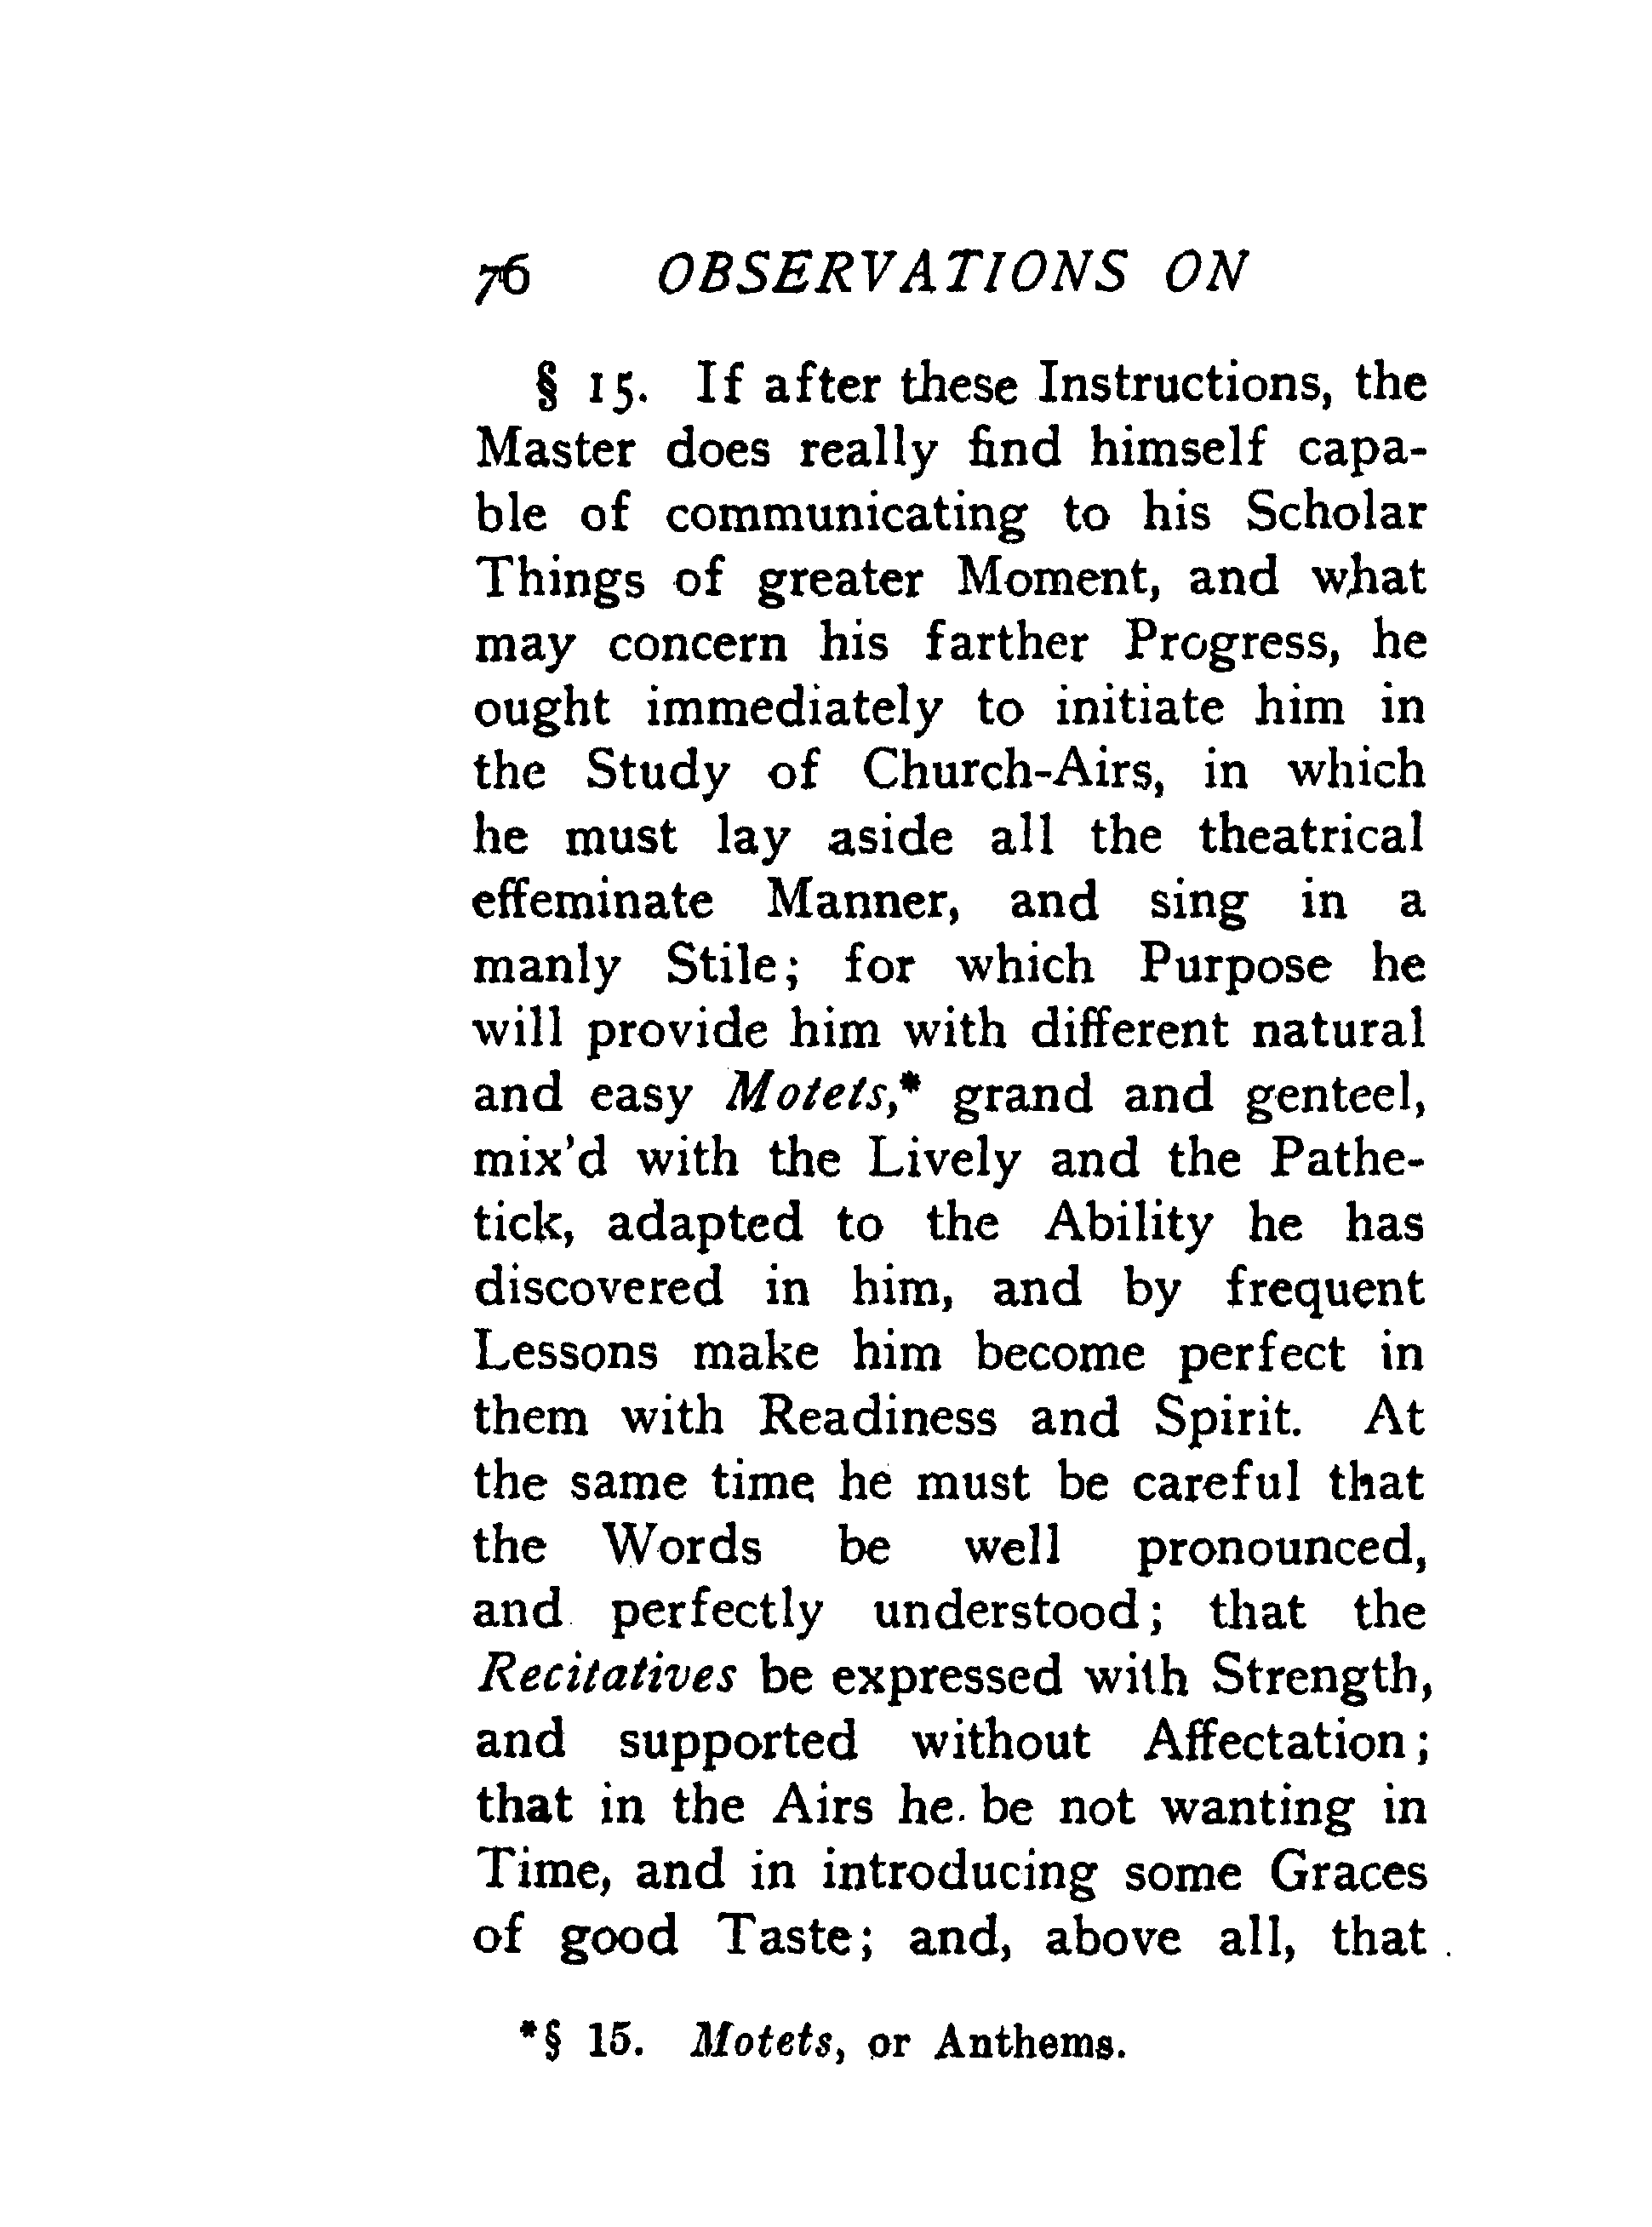 76 OBSERVATIONS ON
§ 15. If after these Instructions, the
Master does really find himself capa-
ble of communicating to his Scholar
Things of greater Moment, and what
may concern his farther Progress, he
ought immediately to initiate him in
the Study of Church-Airs, in which
he must lay aside all the theatrical
effeminate Manner, and sing in a
manly Stile; for which Purpose he
will provide him with different natural
and easy Motets,* grand and genteel,
mix'd with the Lively and the Pathe-
tick, adapted to the Ability he has
discovered in him, and by frequent
Lessons make him become perfect in
them with Readiness and Spirit. At
the same time he must be careful that
the Words be well pronounced,
and perfectly understood; that the
Recitatives be expressed with Strength,
and supported without Affectation;
that in the Airs he be not wanting in
Time, and in introducing some Graces
of good Taste; and, above all, that
*§ 15. Motets, or Anthems.